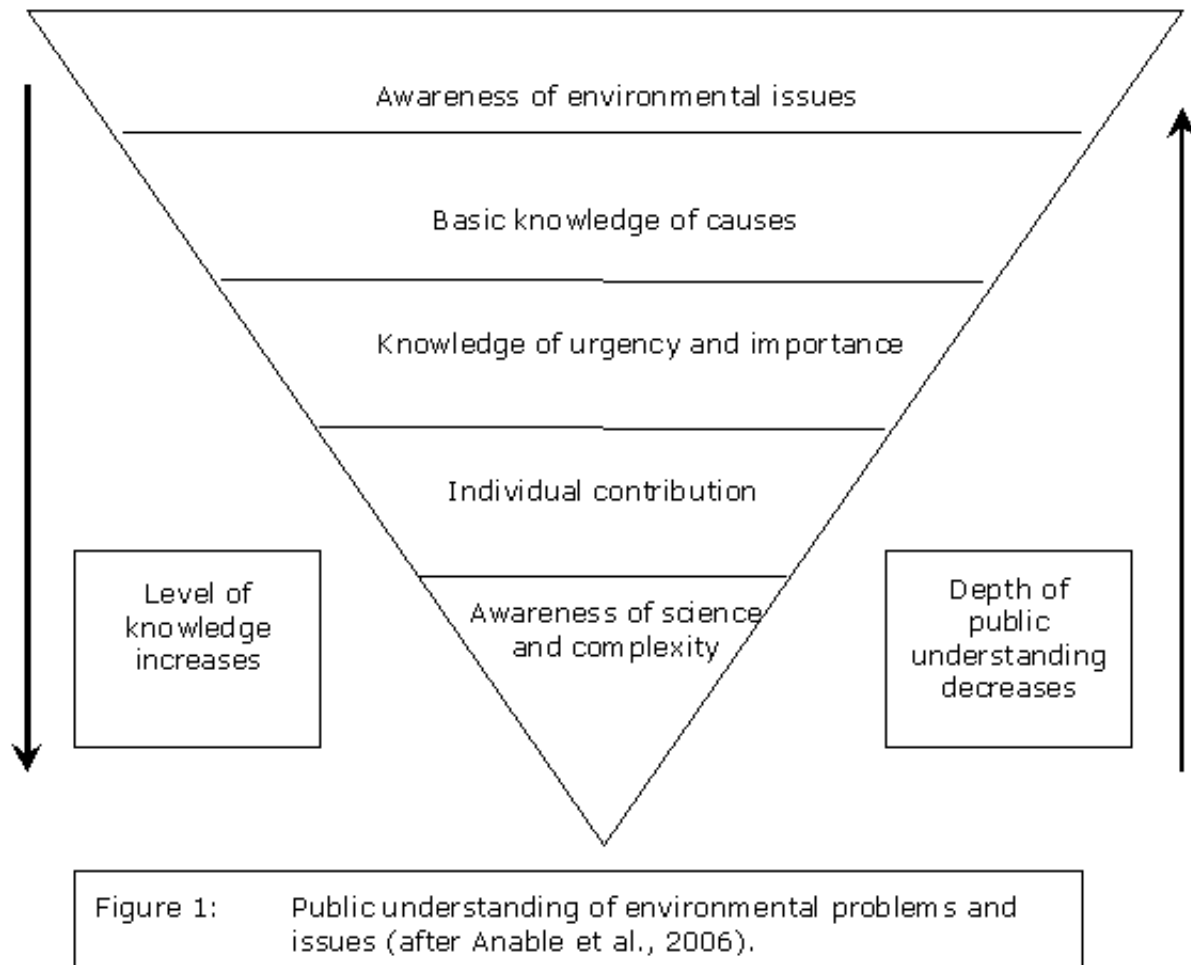 Awareness of environmental issues
Basic knowledge of causes
Knowledge of urgency and importance
Individual contribution
Awareness of science
and complexity
Level of
knowledge
increases
Depth of
public
understanding
decreases
Figure 1: Public understanding of environmental problems and
issues (after Anable et al., 2006).